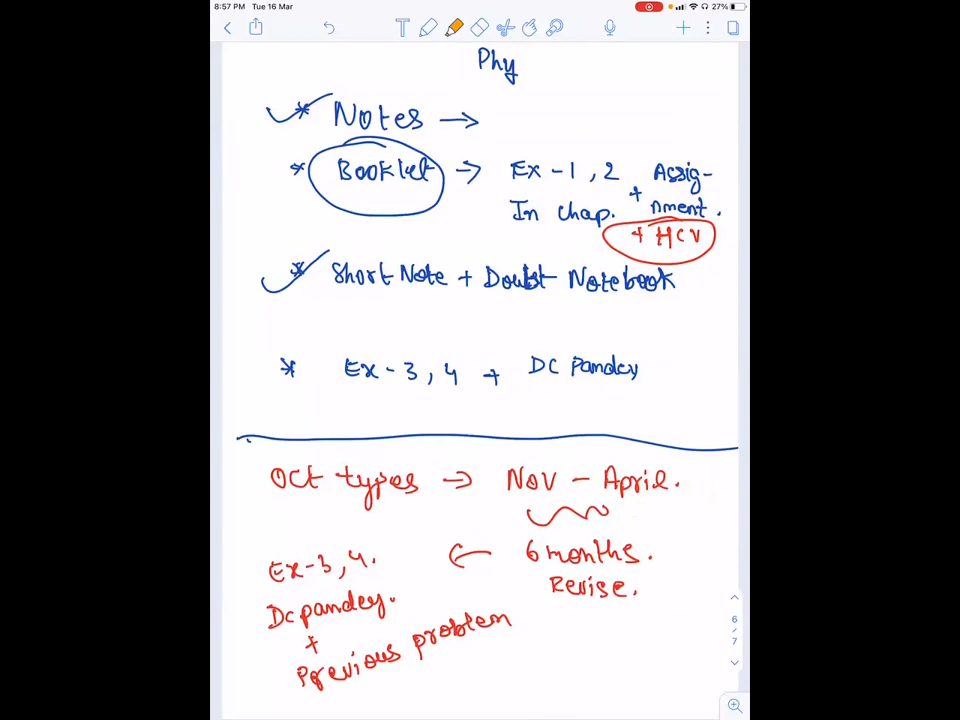 8:57 PM Tue 16 Mar
27%
Phy
* Notes →
* Booklet → Ex - 1, 2 Assig-
In chap. + nment.
+ HCV
* Short Note + Doubt Notebook
* Ex - 3, 4 + DC Pandey
Oct types → Nov - April.
Ex - 3, 4. ← 6 months.
Revise.
Dc pandey.
+
Previous problem
6
/
7